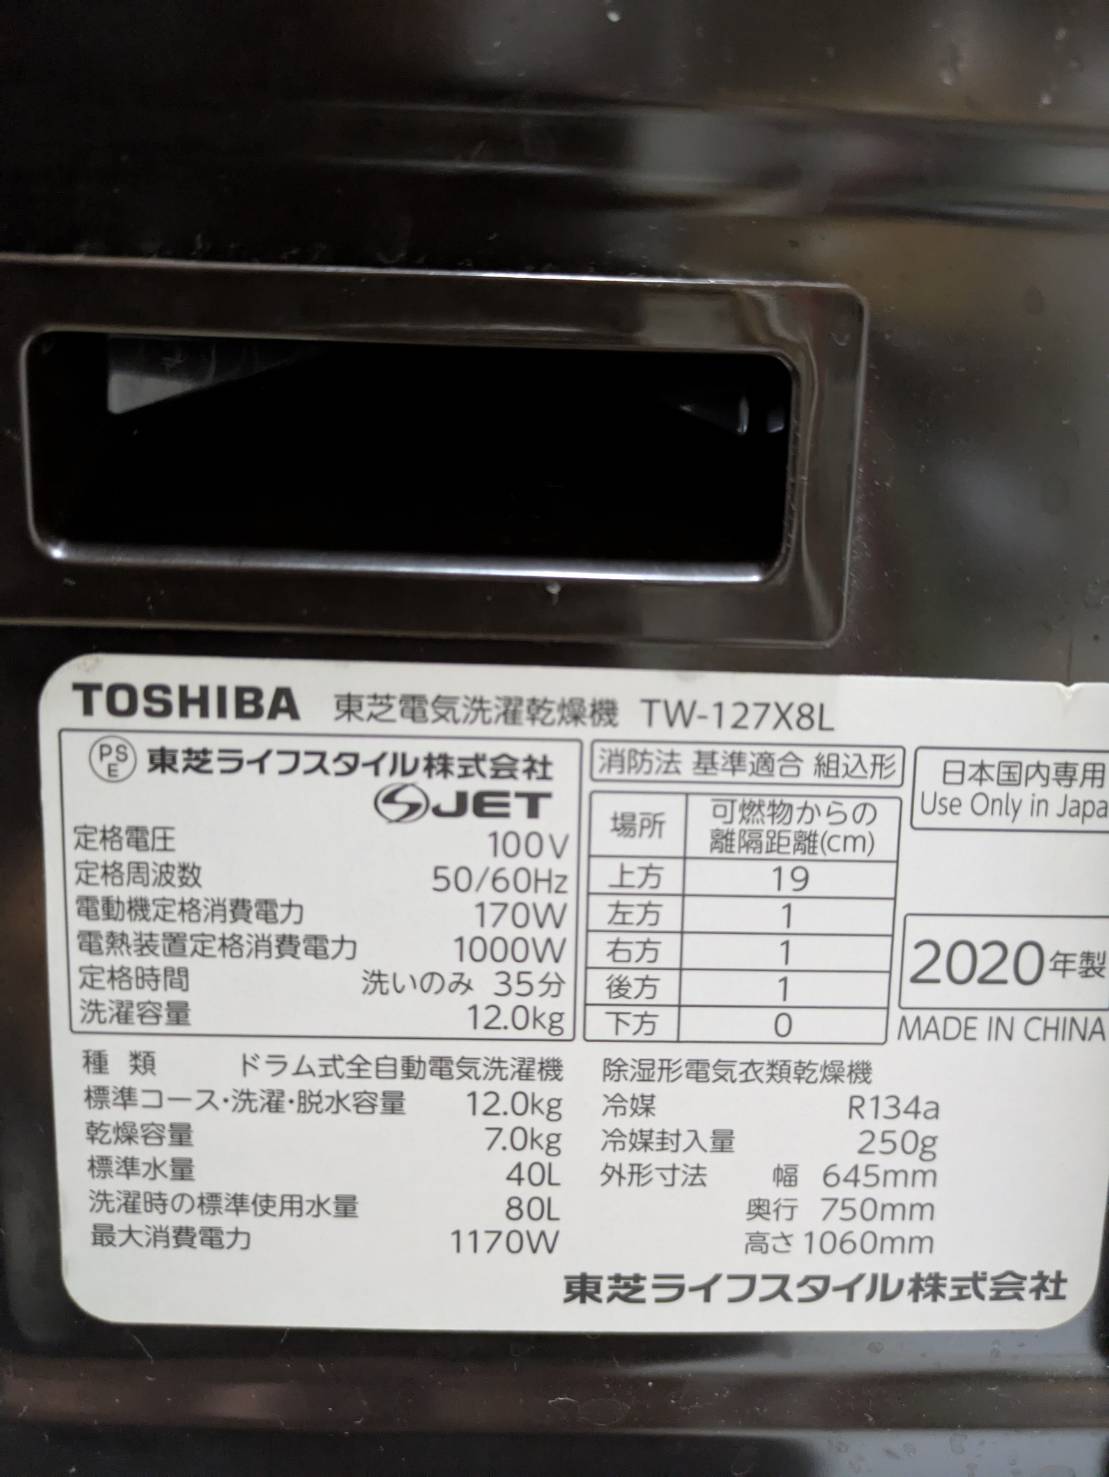 TOSHIBA 東芝電気洗濯乾燥機 TW-127X8L
PSE 東芝ライフスタイル株式会社
JET
定格電圧 100V
定格周波数 50/60Hz
電動機定格消費電力 170W
電熱装置定格消費電力 1000W
定格時間 洗いのみ 35分
洗濯容量 12.0kg
消防法 基準適合 組込形
場所 可燃物からの
離隔距離(cm)
上方 19
左方 1
右方 1
後方 1
下方 0
日本国内専用
Use Only in Japa
2020年製
MADE IN CHINA
種 類 ドラム式全自動電気洗濯機
標準コース・洗濯・脱水容量 12.0kg
乾燥容量 7.0kg
標準水量 40L
洗濯時の標準使用水量 80L
最大消費電力 1170W
除湿形電気衣類乾燥機
冷媒 R134a
冷媒封入量 250g
外形寸法 幅 645mm
奥行 750mm
高さ 1060mm
東芝ライフスタイル株式会社